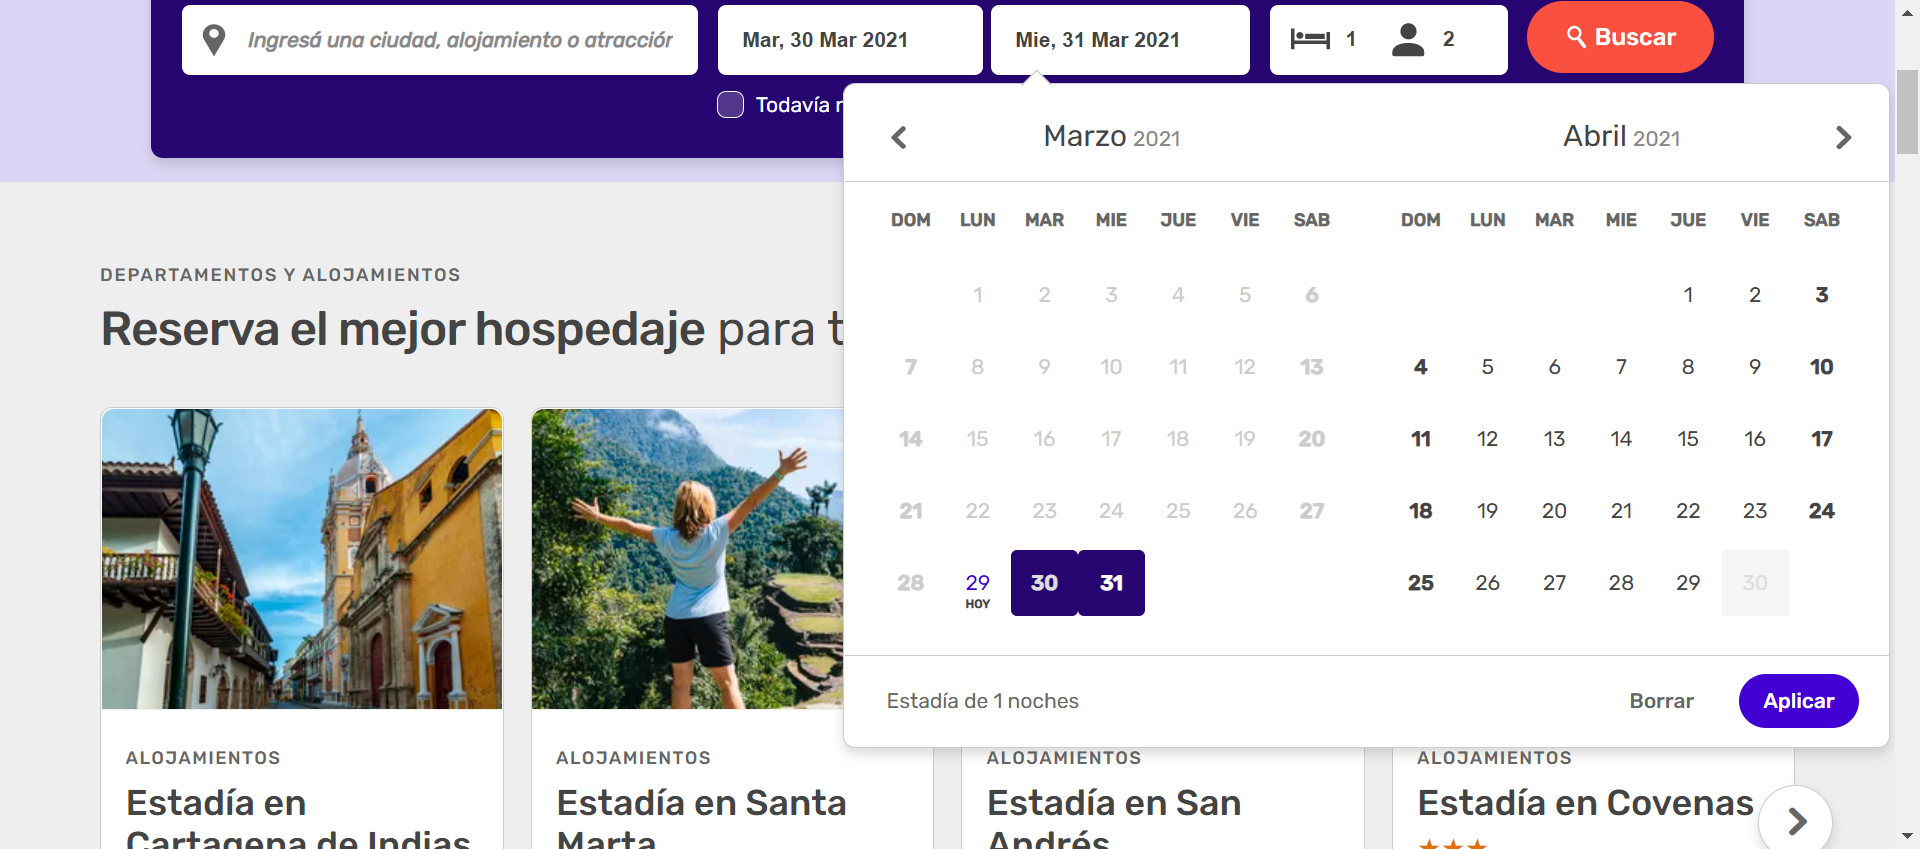 Ingresá una ciudad, alojamiento o atracción
Mar, 30 Mar 2021
Mie, 31 Mar 2021
1
2
Buscar
Todavía
Marzo 2021
Abril 2021
DOM LUN MAR MIE JUE VIE SAB
1 2 3 4 5 6
7 8 9 10 11 12 13
14 15 16 17 18 19 20
21 22 23 24 25 26 27
28 29 30 31
HOY
DOM LUN MAR MIE JUE VIE SAB
1 2 3
4 5 6 7 8 9 10
11 12 13 14 15 16 17
18 19 20 21 22 23 24
25 26 27 28 29 30
Estadía de 1 noches
Borrar
Aplicar
DEPARTAMENTOS Y ALOJAMIENTOS
Reserva el mejor hospedaje para
ALOJAMIENTOS
Estadía en
Cartagena de Indias
ALOJAMIENTOS
Estadía en Santa
Marta
ALOJAMIENTOS
Estadía en San
Andrés
ALOJAMIENTOS
Estadía en Covenas